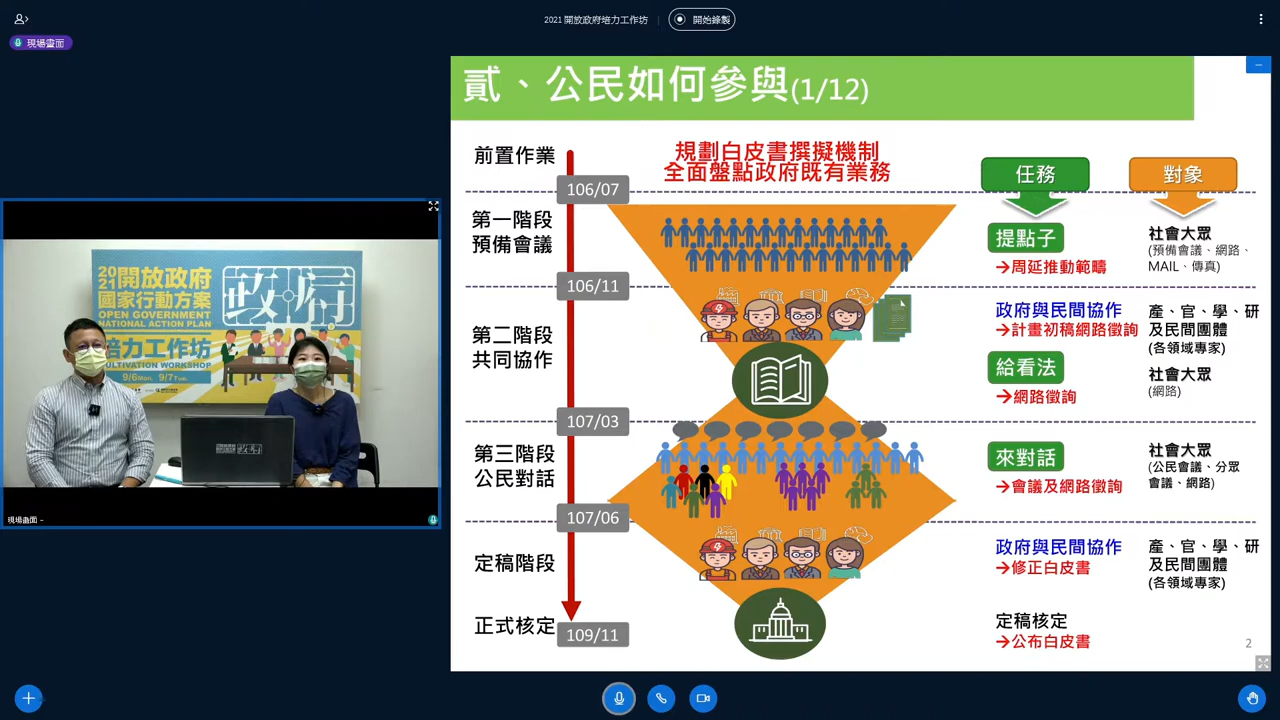 2021 開放政府培力工作坊
開始錄製
現場畫面
貳、公民如何參與(1/12)
前置作業
規劃白皮書撰擬機制
全面盤點政府既有業務
任務
對象
106/07
第一階段
預備會議
提點子
→周延推動範疇
社會大眾
(預備會議、網路、
MAIL、傳真)
106/11
第二階段
共同協作
政府與民間協作
→計畫初稿網路徵詢
產、官、學、研
及民間團體
(各領域專家)
給看法
→網路徵詢
社會大眾
(網路)
107/03
第三階段
公民對話
來對話
→會議及網路徵詢
社會大眾
(公民會議、分眾
會議、網路)
107/06
定稿階段
政府與民間協作
→修正白皮書
產、官、學、研
及民間團體
(各領域專家)
正式核定
109/11
定稿核定
→公布白皮書
2
2021開放政府
國家行動方案
OPEN GOVERNMENT
NATIONAL ACTION PLAN
培力工作坊
CULTIVATION WORKSHOP
9/6Mon. 9/7Tue.
政府
現場畫面 –